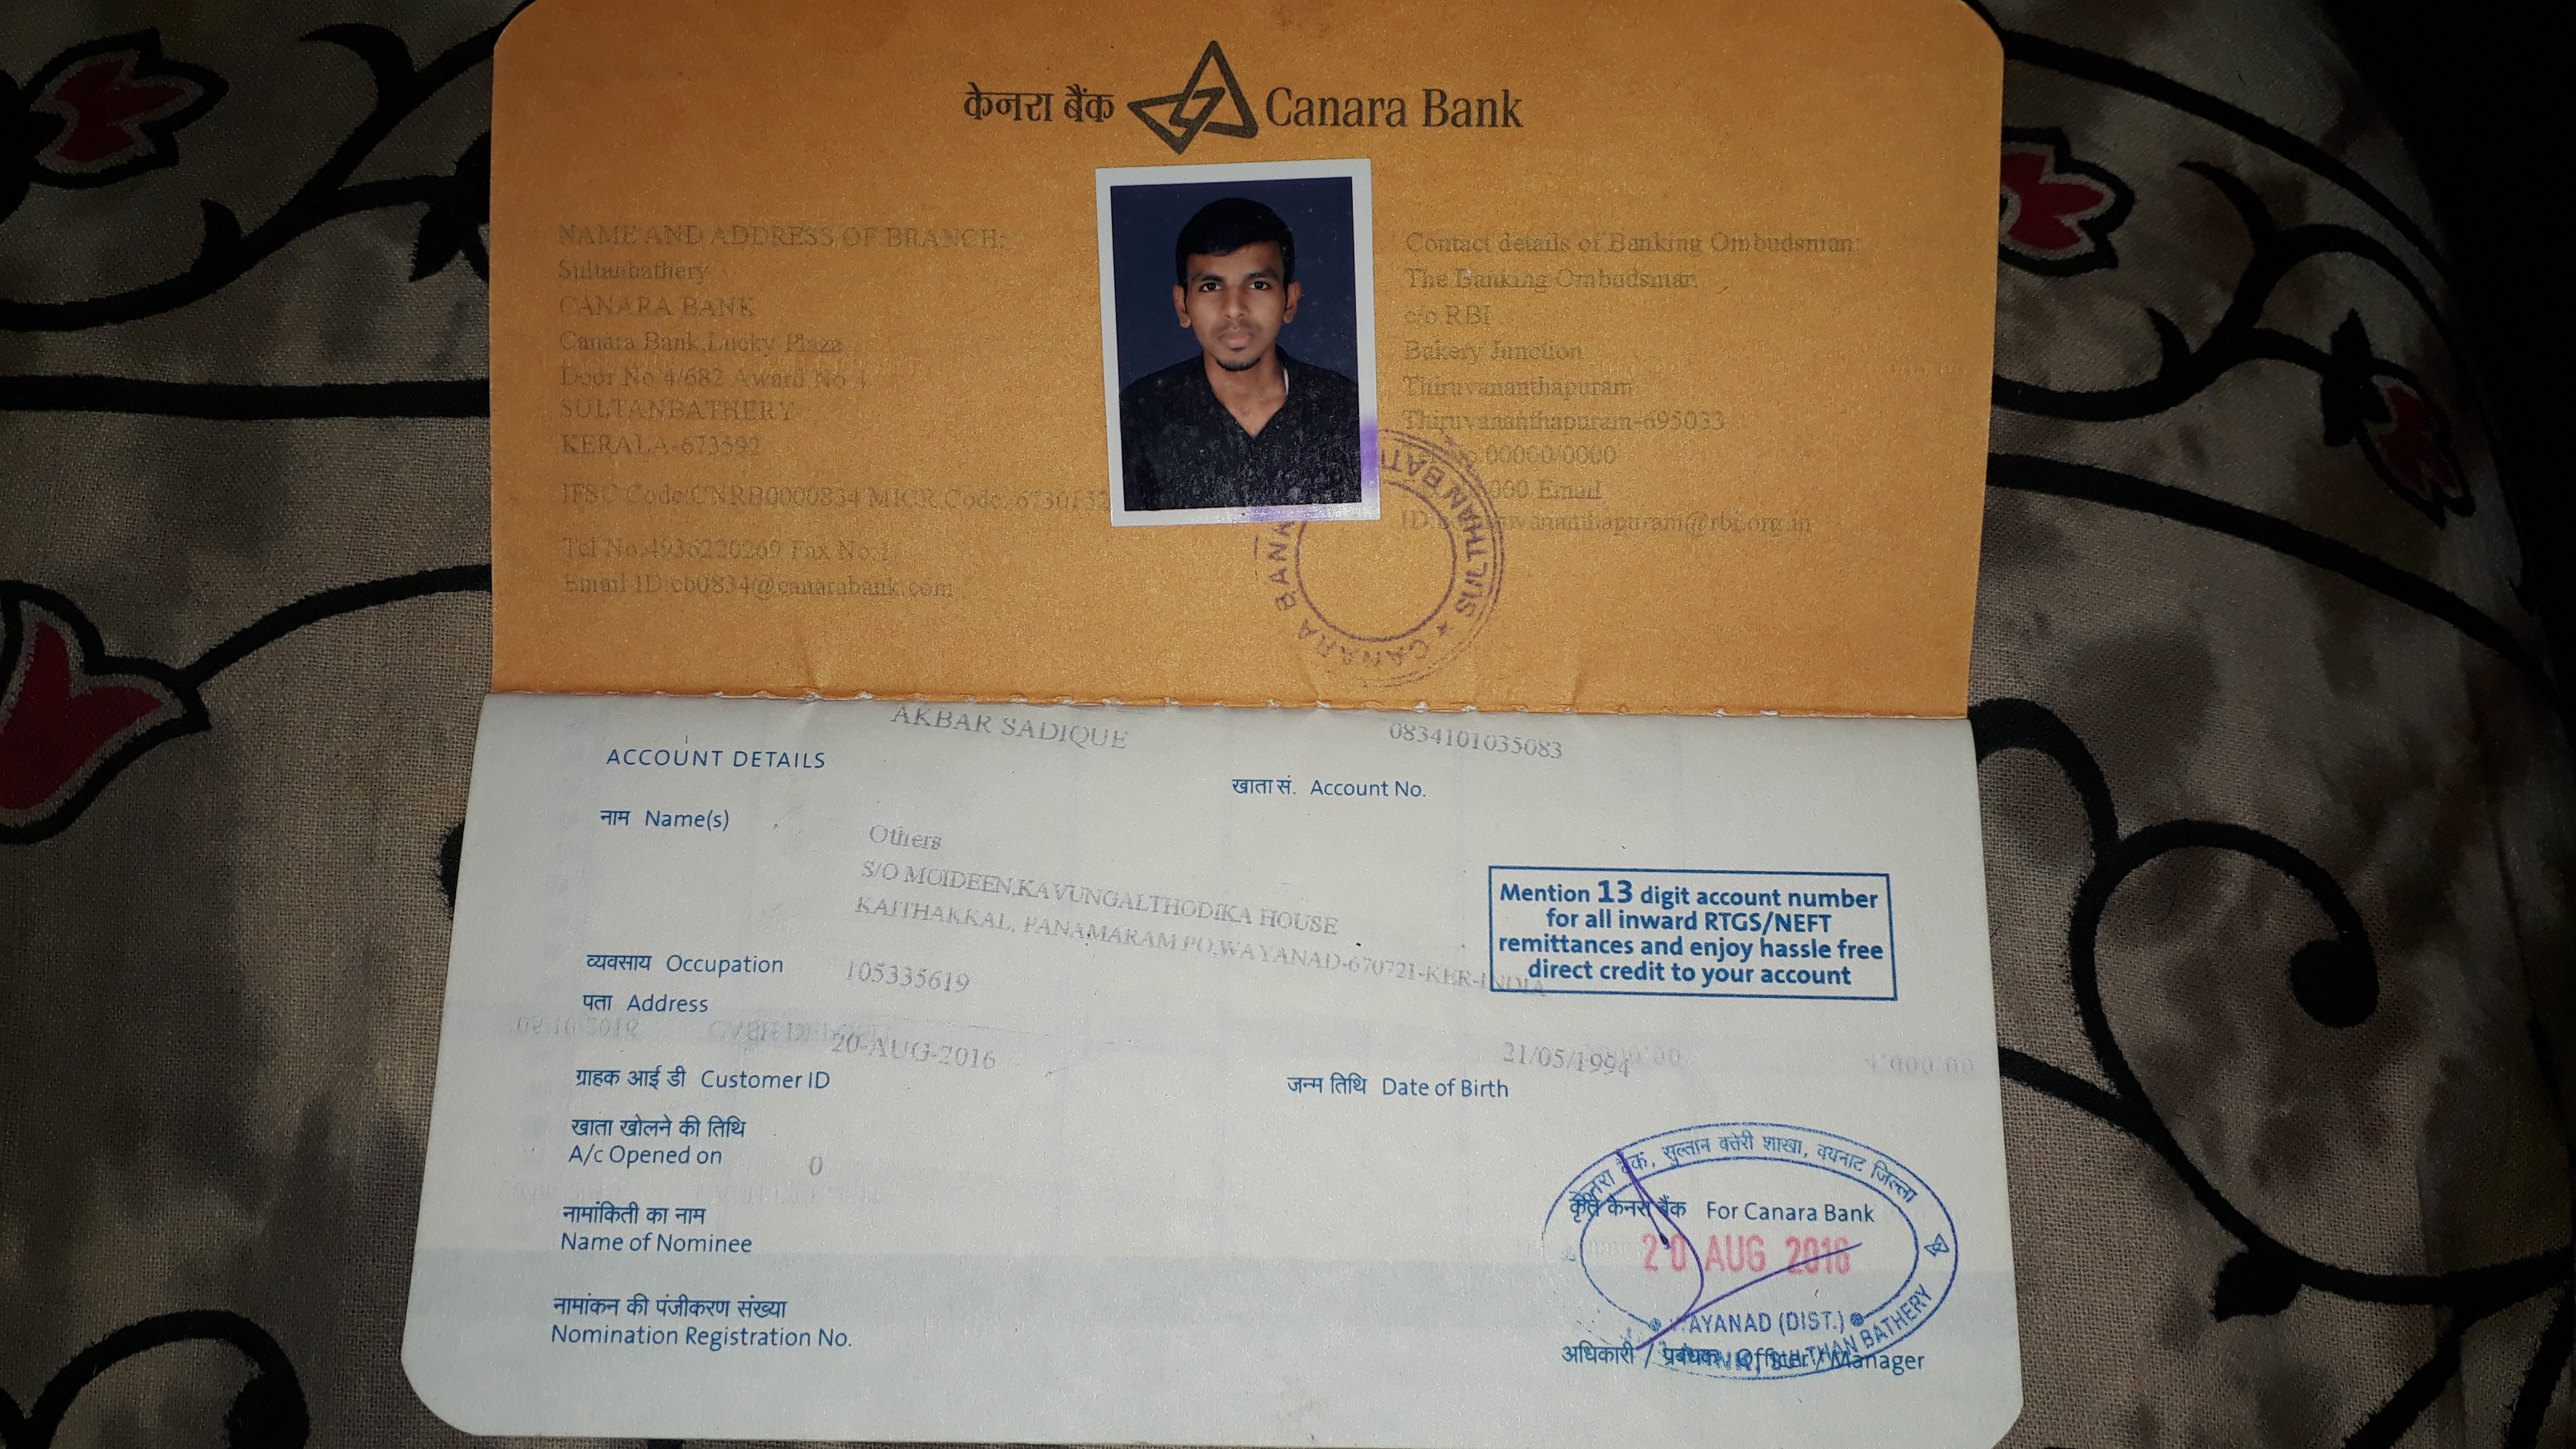 केनरा बैंक Canara Bank
NAME AND ADDRESS OF BRANCH:
Sultanbathery
CANARA BANK
Canara Bank,Lucky Plaza
Door No 4/682 Award No 4
SULTANBATHERY
KERALA-673592
IFSC Code:CNRB0000834 MICR Code: 6730132
Tel No:4936220269 Fax No:1
Email ID:cb0834@canarabank.com
Contact details of Banking Ombudsman:
The Banking Ombudsman
c/o RBI
Bakery Junction
Thiruvananthapuram
Thiruvananthapuram-695033
00000/0000
000 Email
ID: thiruvananthapuram@rbi.org.in
CANARA BANK * SULTHAN BAT
AKBAR SADIQUE 0834101035083
ACCOUNT DETAILS
खाता सं. Account No.
नाम Name(s)
Others
S/O MOIDEEN,KAVUNGALTHODIKA HOUSE
KAITHAKKAL, PANAMARAM PO,WAYANAD-670721-KER-INDIA
Mention 13 digit account number
for all inward RTGS/NEFT
remittances and enjoy hassle free
direct credit to your account
व्यवसाय Occupation 105335619
पता Address
20-AUG-2016 21/05/1994
ग्राहक आई डी Customer ID जन्म तिथि Date of Birth
खाता खोलने की तिथि
A/c Opened on 0
नामांकिती का नाम
Name of Nominee
नामांकन की पंजीकरण संख्या
Nomination Registration No.
केनरा बैंक, सुल्तान बत्तेरी शाखा, वयनाट जिल्ला
कृते केनरा बैंक For Canara Bank
20 AUG 2016
WAYANAD (DIST.)
SULTHAN BATHERY
अधिकारी / प्रबंधक Officer / Manager